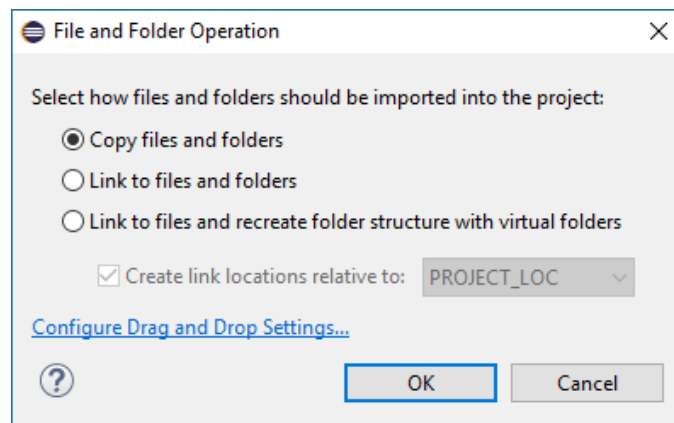 File and Folder Operation
Select how files and folders should be imported into the project:
Copy files and folders
Link to files and folders
Link to files and recreate folder structure with virtual folders
Create link locations relative to: PROJECT_LOC
Configure Drag and Drop Settings...
? OK Cancel